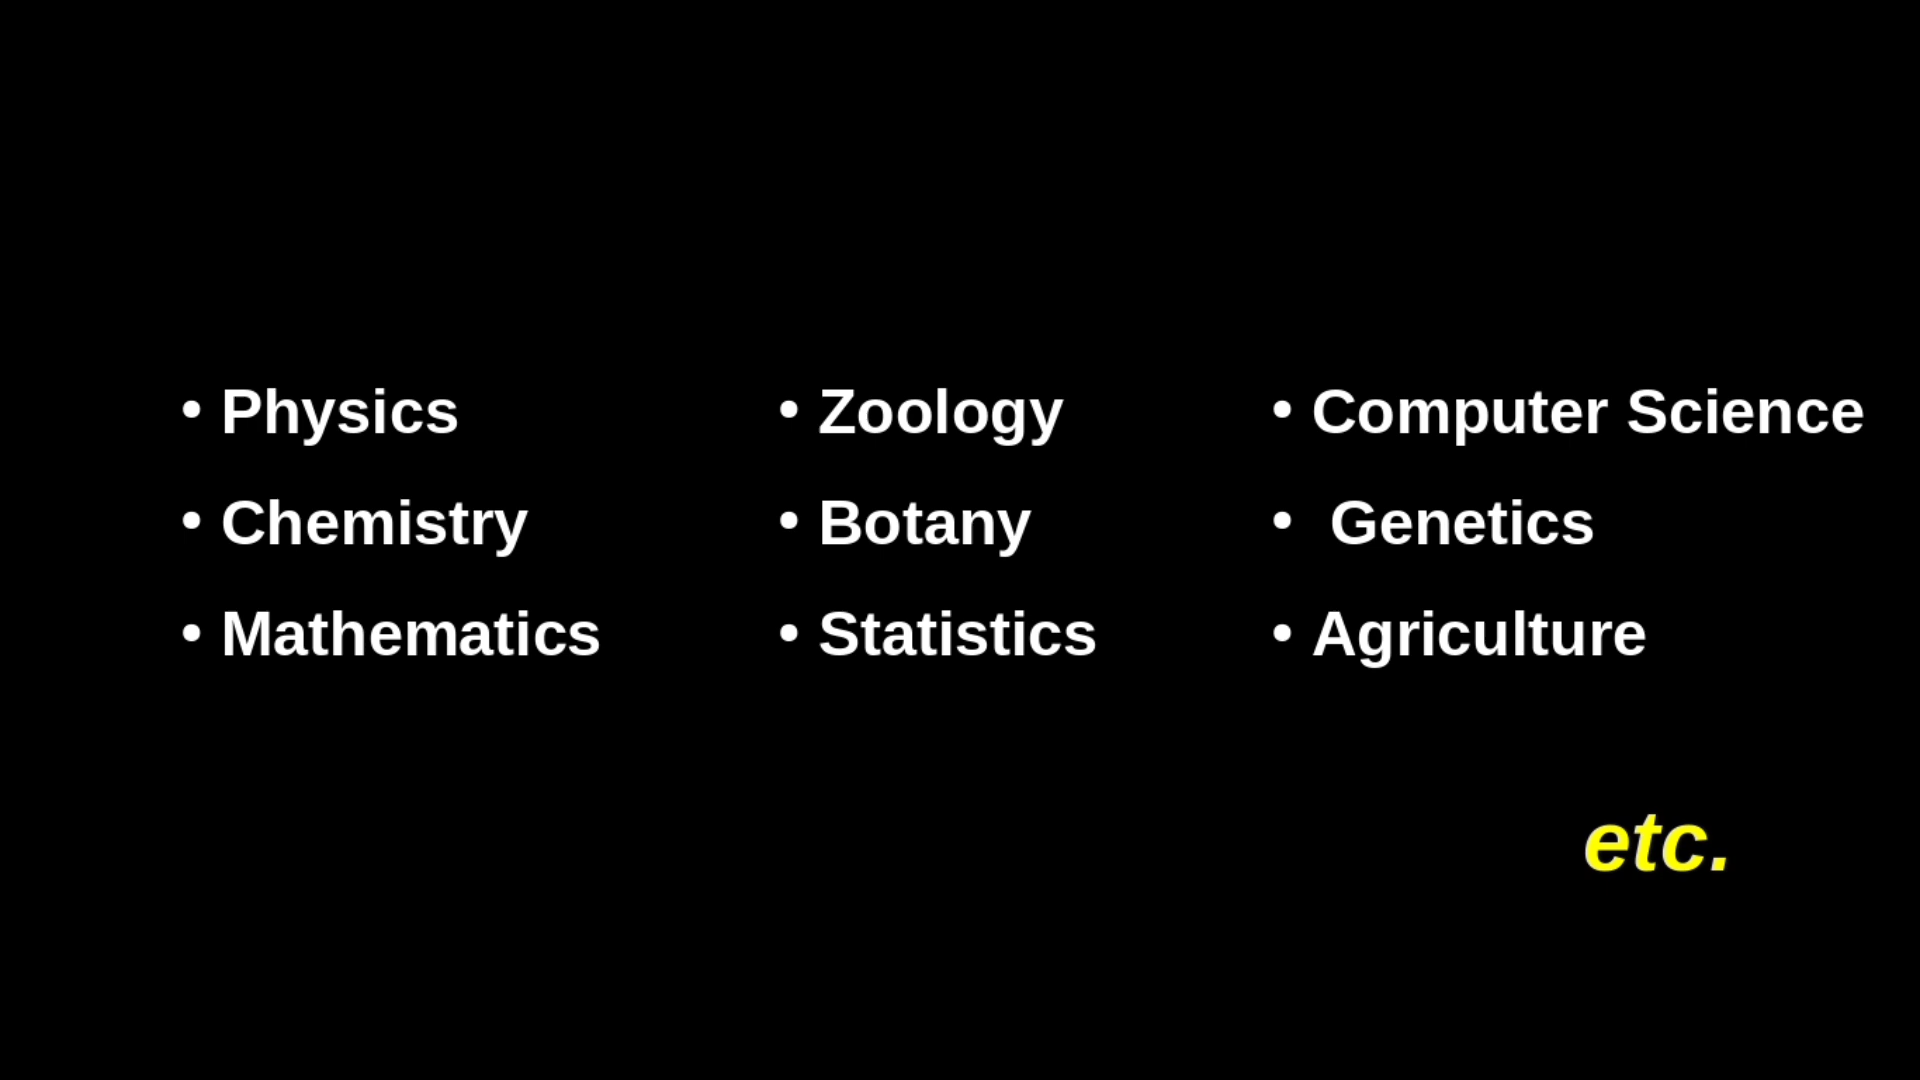 • Physics
• Chemistry
• Mathematics
• Zoology
• Botany
• Statistics
• Computer Science
• Genetics
• Agriculture
etc.